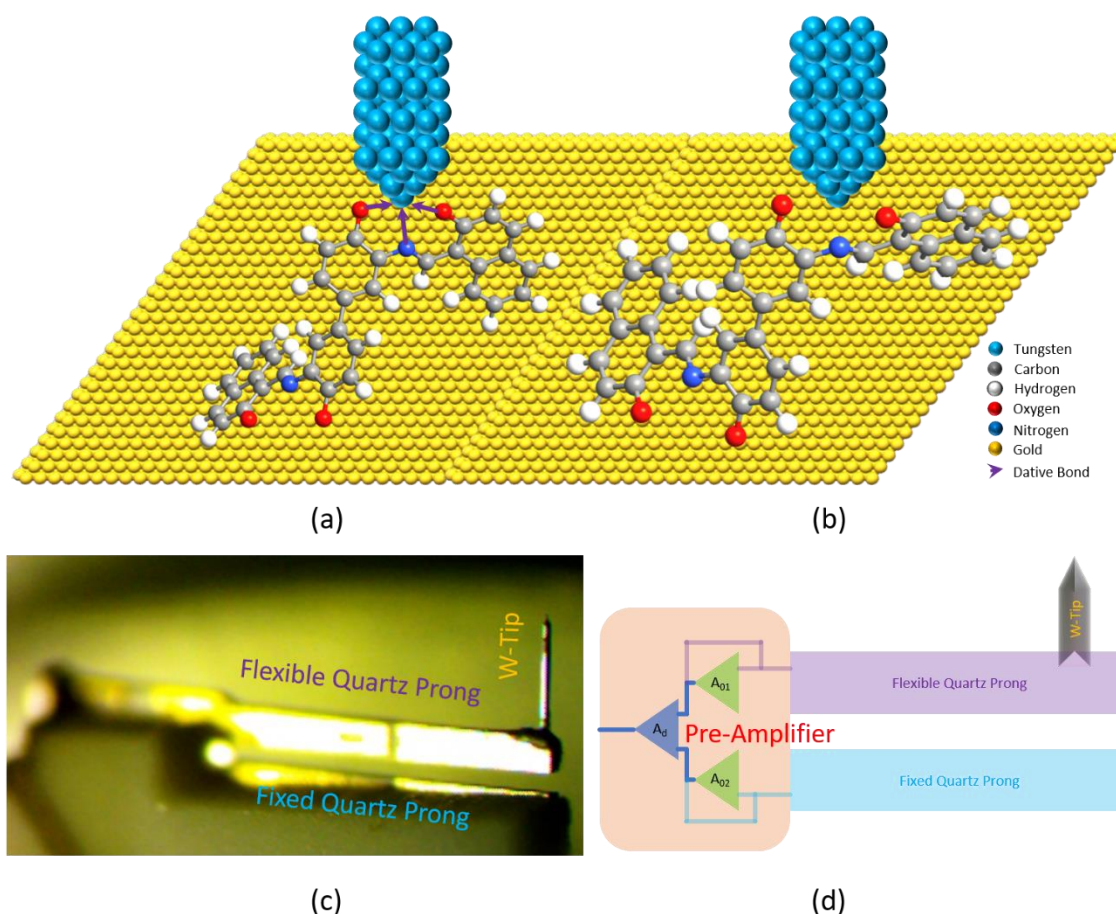 Tungsten
Carbon
Hydrogen
Oxygen
Nitrogen
Gold
Dative Bond
(a)
(b)
W-Tip
Flexible Quartz Prong
Fixed Quartz Prong
W-Tip
A01
Flexible Quartz Prong
Ad
Pre-Amplifier
A02
Fixed Quartz Prong
(c)
(d)